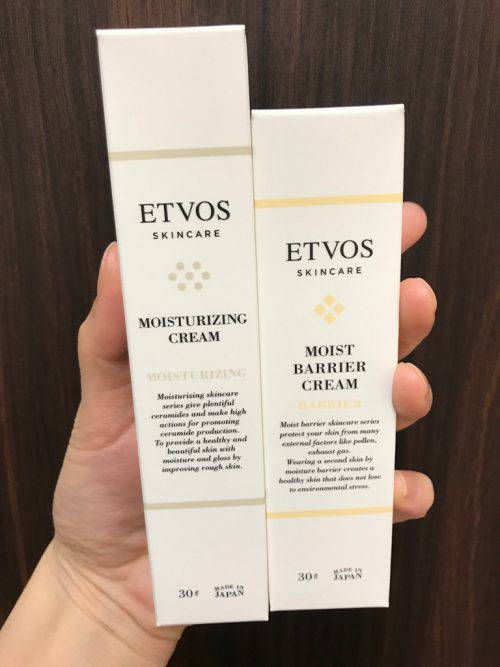 ETVOS
SKINCARE
MOISTURIZING
CREAM
MOISTURIZING
Moisturizing skincare
series give plentiful
ceramides and make high
actions for promoting
ceramide production.
To provide a healthy and
beautiful skin with
moisture and gloss by
improving rough skin.
30g
MADE IN
JAPAN
ETVOS
SKINCARE
MOIST
BARRIER
CREAM
BARRIER
Moist barrier skincare series
protect your skin from many
external factors like pollen,
exhaust gas.
Wearing a second skin by
moisture barrier creates a
healthy skin that does not lose
to environmental stress.
30g
MADE IN
JAPAN